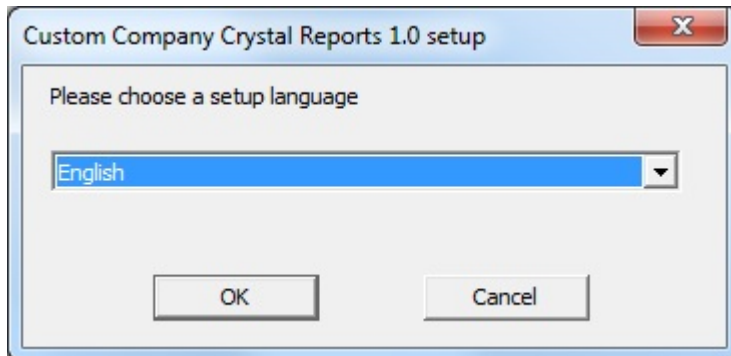 Custom Company Crystal Reports 1.0 setup
Please choose a setup language
English
OK Cancel